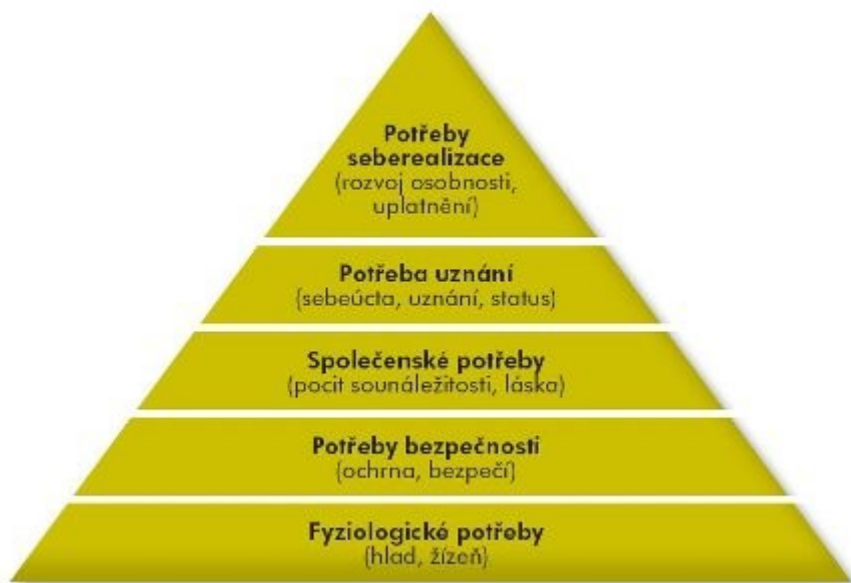 Potřeby
seberealizace
(rozvoj osobnosti,
uplatnění)
Potřeba uznání
(sebeúcta, uznání, status)
Společenské potřeby
(pocit sounáležitosti, láska)
Potřeby bezpečnosti
(ochrna, bezpečí)
Fyziologické potřeby
(hlad, žízeň)